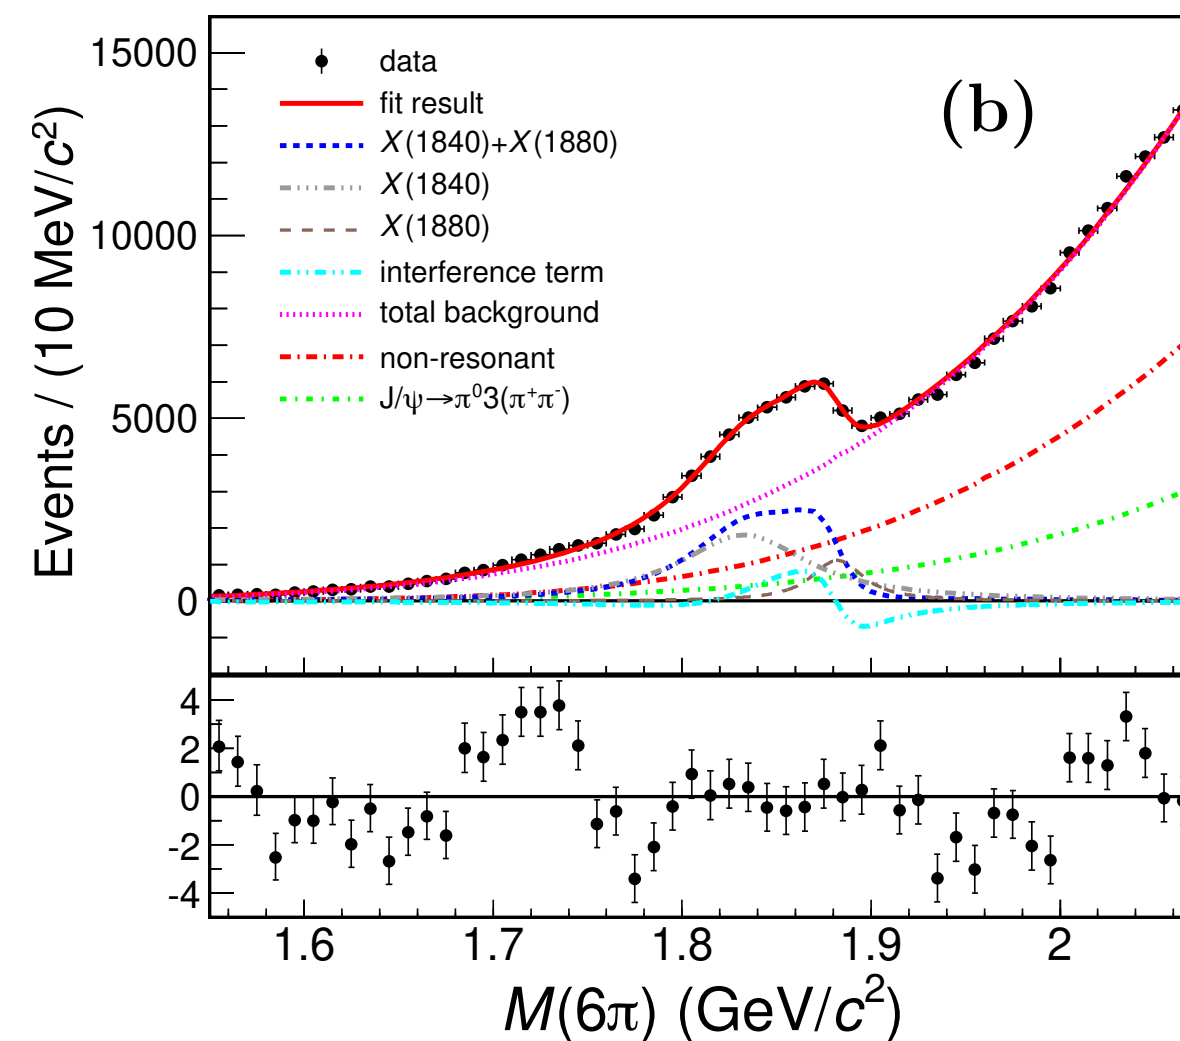 15000
10000
5000
0
Events / (10 MeV/c²)
(b)
data
fit result
X(1840)+X(1880)
X(1840)
X(1880)
interference term
total background
non-resonant
J/ψ→π⁰3(π⁺π⁻)
4
2
0
-2
-4
1.6 1.7 1.8 1.9 2
M(6π) (GeV/c²)